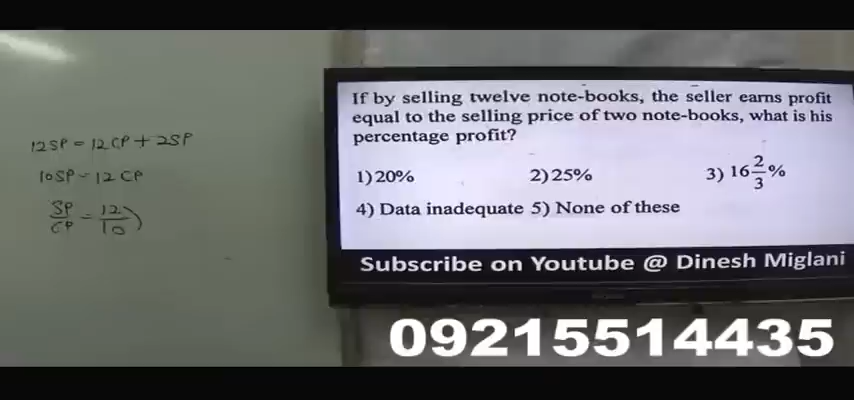 12SP = 12CP + 2SP
10SP = 12 CP
SP/CP = 12/10)
If by selling twelve note-books, the seller earns profit
equal to the selling price of two note-books, what is his
percentage profit?
1) 20% 2) 25% 3) 16 2/3 %
4) Data inadequate 5) None of these
Subscribe on Youtube @ Dinesh Miglani
09215514435